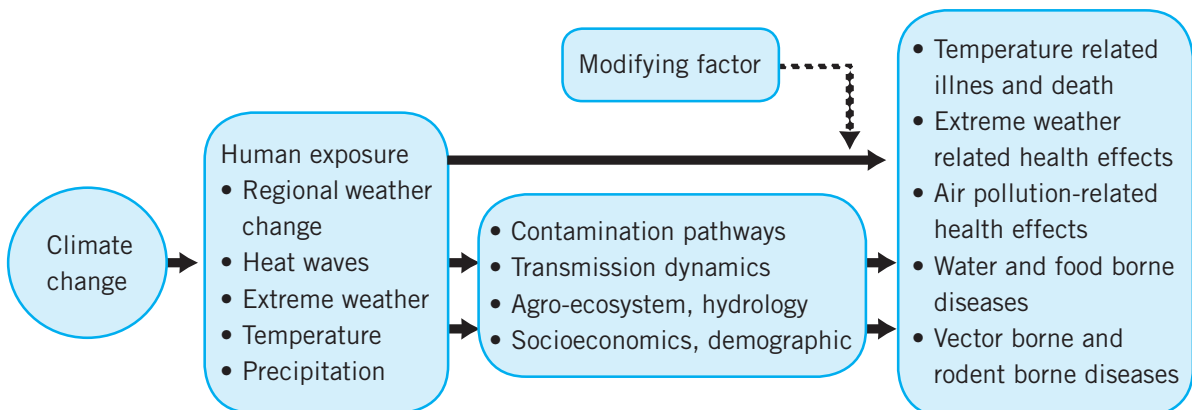 Climate
change
Human exposure
• Regional weather
change
• Heat waves
• Extreme weather
• Temperature
• Precipitation
Modifying factor
• Contamination pathways
• Transmission dynamics
• Agro-ecosystem, hydrology
• Socioeconomics, demographic
• Temperature related
illnes and death
• Extreme weather
related health effects
• Air pollution-related
health effects
• Water and food borne
diseases
• Vector borne and
rodent borne diseases